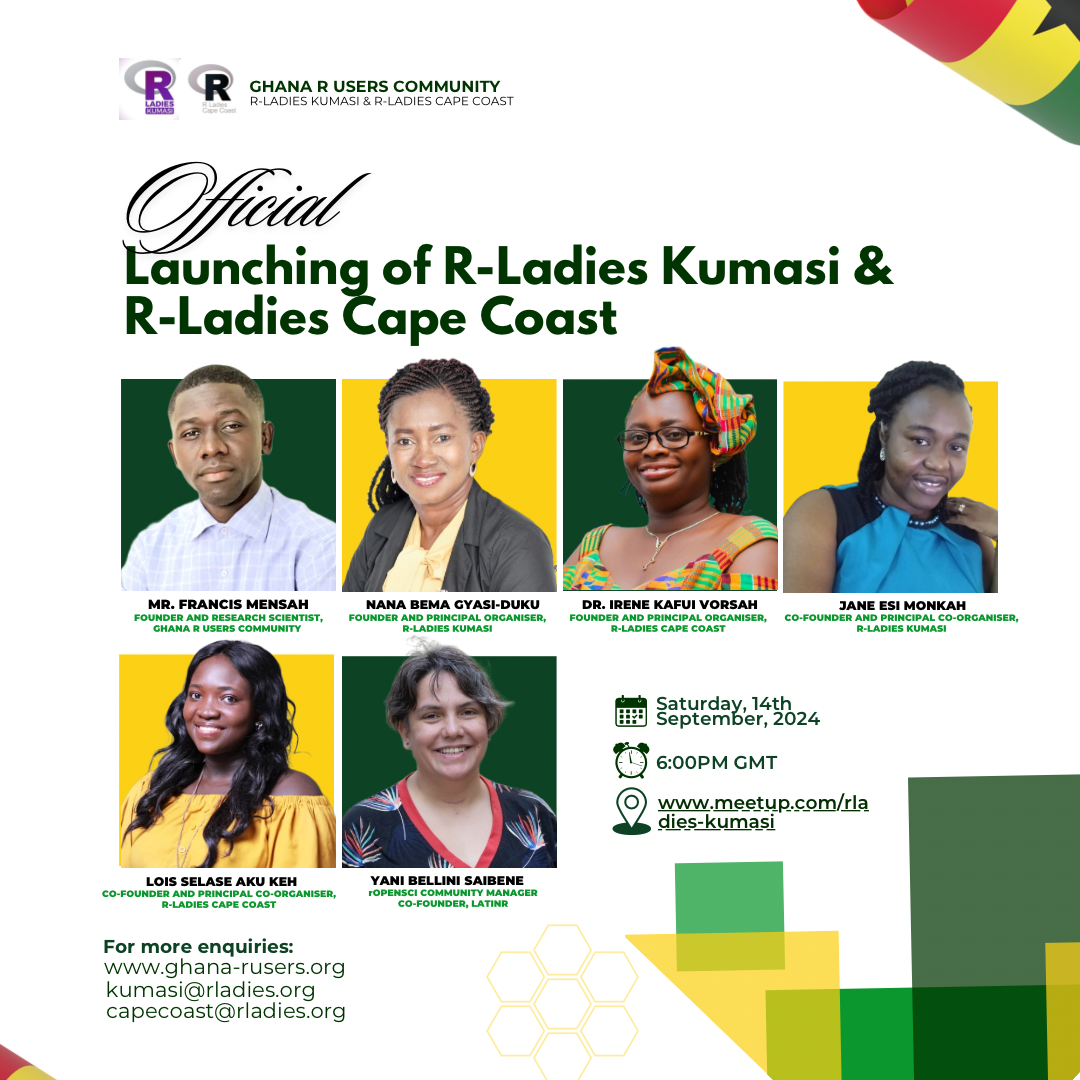 R
LADIES
KUMASI
R
R Ladies
Cape Coast
GHANA R USERS COMMUNITY
R-LADIES KUMASI & R-LADIES CAPE COAST
Official
Launching of R-Ladies Kumasi &
R-Ladies Cape Coast
MR. FRANCIS MENSAH
FOUNDER AND RESEARCH SCIENTIST,
GHANA R USERS COMMUNITY
NANA BEMA GYASI-DUKU
FOUNDER AND PRINCIPAL ORGANISER,
R-LADIES KUMASI
DR. IRENE KAFUI VORSAH
FOUNDER AND PRINCIPAL ORGANISER,
R-LADIES CAPE COAST
JANE ESI MONKAH
CO-FOUNDER AND PRINCIPAL CO-ORGANISER,
R-LADIES KUMASI
LOIS SELASE AKU KEH
CO-FOUNDER AND PRINCIPAL CO-ORGANISER,
R-LADIES CAPE COAST
YANI BELLINI SAIBENE
rOPENSCI COMMUNITY MANAGER
CO-FOUNDER, LATINR
Saturday, 14th
September, 2024
6:00PM GMT
www.meetup.com/rla
dies-kumasi
For more enquiries:
www.ghana-rusers.org
kumasi@rladies.org
capecoast@rladies.org